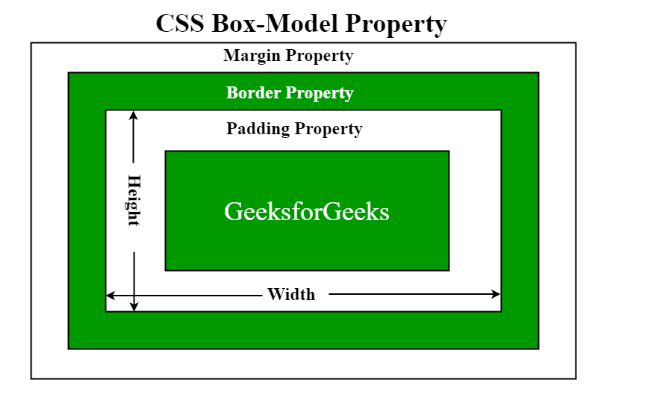 CSS Box-Model Property
Margin Property
Border Property
Padding Property
Height
GeeksforGeeks
Width